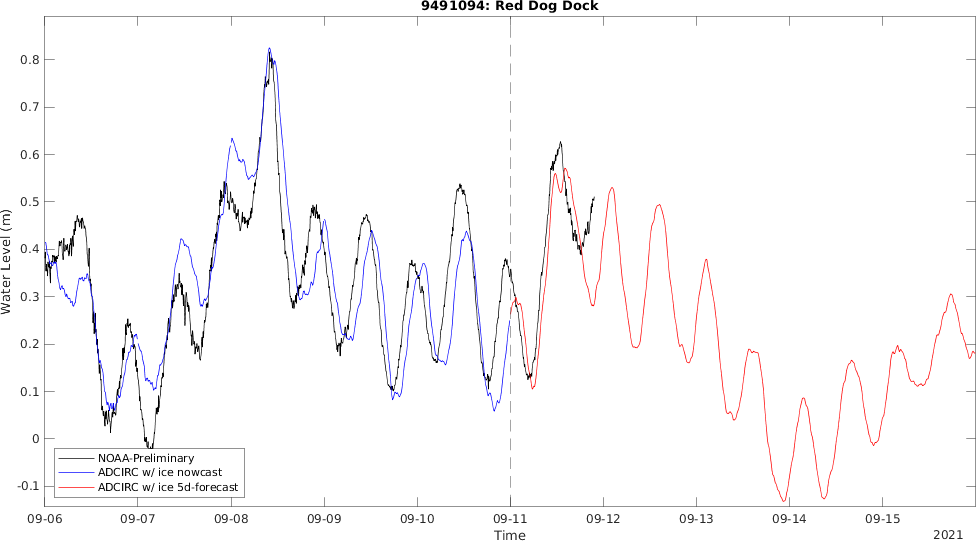 9491094: Red Dog Dock
Water Level (m)
0.8
0.7
0.6
0.5
0.4
0.3
0.2
0.1
0
-0.1
NOAA-Preliminary
ADCIRC w/ ice nowcast
ADCIRC w/ ice 5d-forecast
09-06 09-07 09-08 09-09 09-10 09-11 09-12 09-13 09-14 09-15
Time
2021